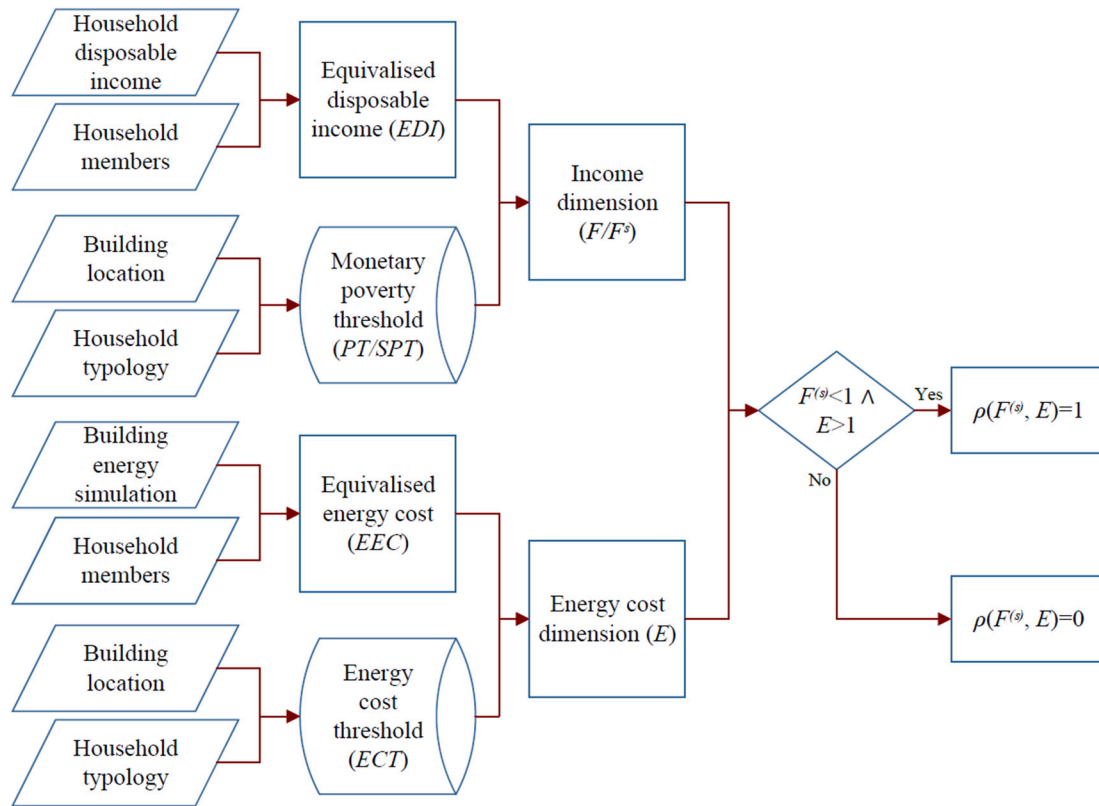 Household
disposable
income
Household
members
Equivalised
disposable
income (EDI)
Building
location
Household
typology
Monetary
poverty
threshold
(PT/SPT)
Income
dimension
(F/Fˢ)
Building
energy
simulation
Household
members
Equivalised
energy cost
(EEC)
Building
location
Household
typology
Energy
cost
threshold
(ECT)
Energy cost
dimension (E)
F⁽ˢ⁾<1 ∧
E>1
Yes
No
ρ(F⁽ˢ⁾, E)=1
ρ(F⁽ˢ⁾, E)=0